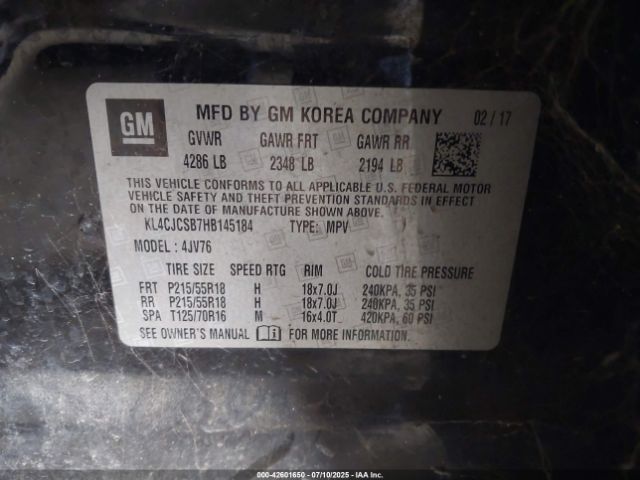 GM
MFD BY GM KOREA COMPANY 02 / 17
GVWR GAWR FRT GAWR RR
4286 LB 2348 LB 2194 LB
THIS VEHICLE CONFORMS TO ALL APPLICABLE U.S. FEDERAL MOTOR
VEHICLE SAFETY AND THEFT PREVENTION STANDARDS IN EFFECT
ON THE DATE OF MANUFACTURE SHOWN ABOVE.
KL4CJCSB7HB145184 TYPE: MPV
MODEL : 4JV76
TIRE SIZE SPEED RTG RIM COLD TIRE PRESSURE
FRT P215/55R18 H 18x7.0J 240KPA, 35 PSI
RR P215/55R18 H 18x7.0J 240KPA, 35 PSI
SPA T125/70R16 M 16x4.0T 420KPA, 60 PSI
SEE OWNER'S MANUAL FOR MORE INFORMATION.
000-42601650 - 07/10/2025 - IAAI.COM